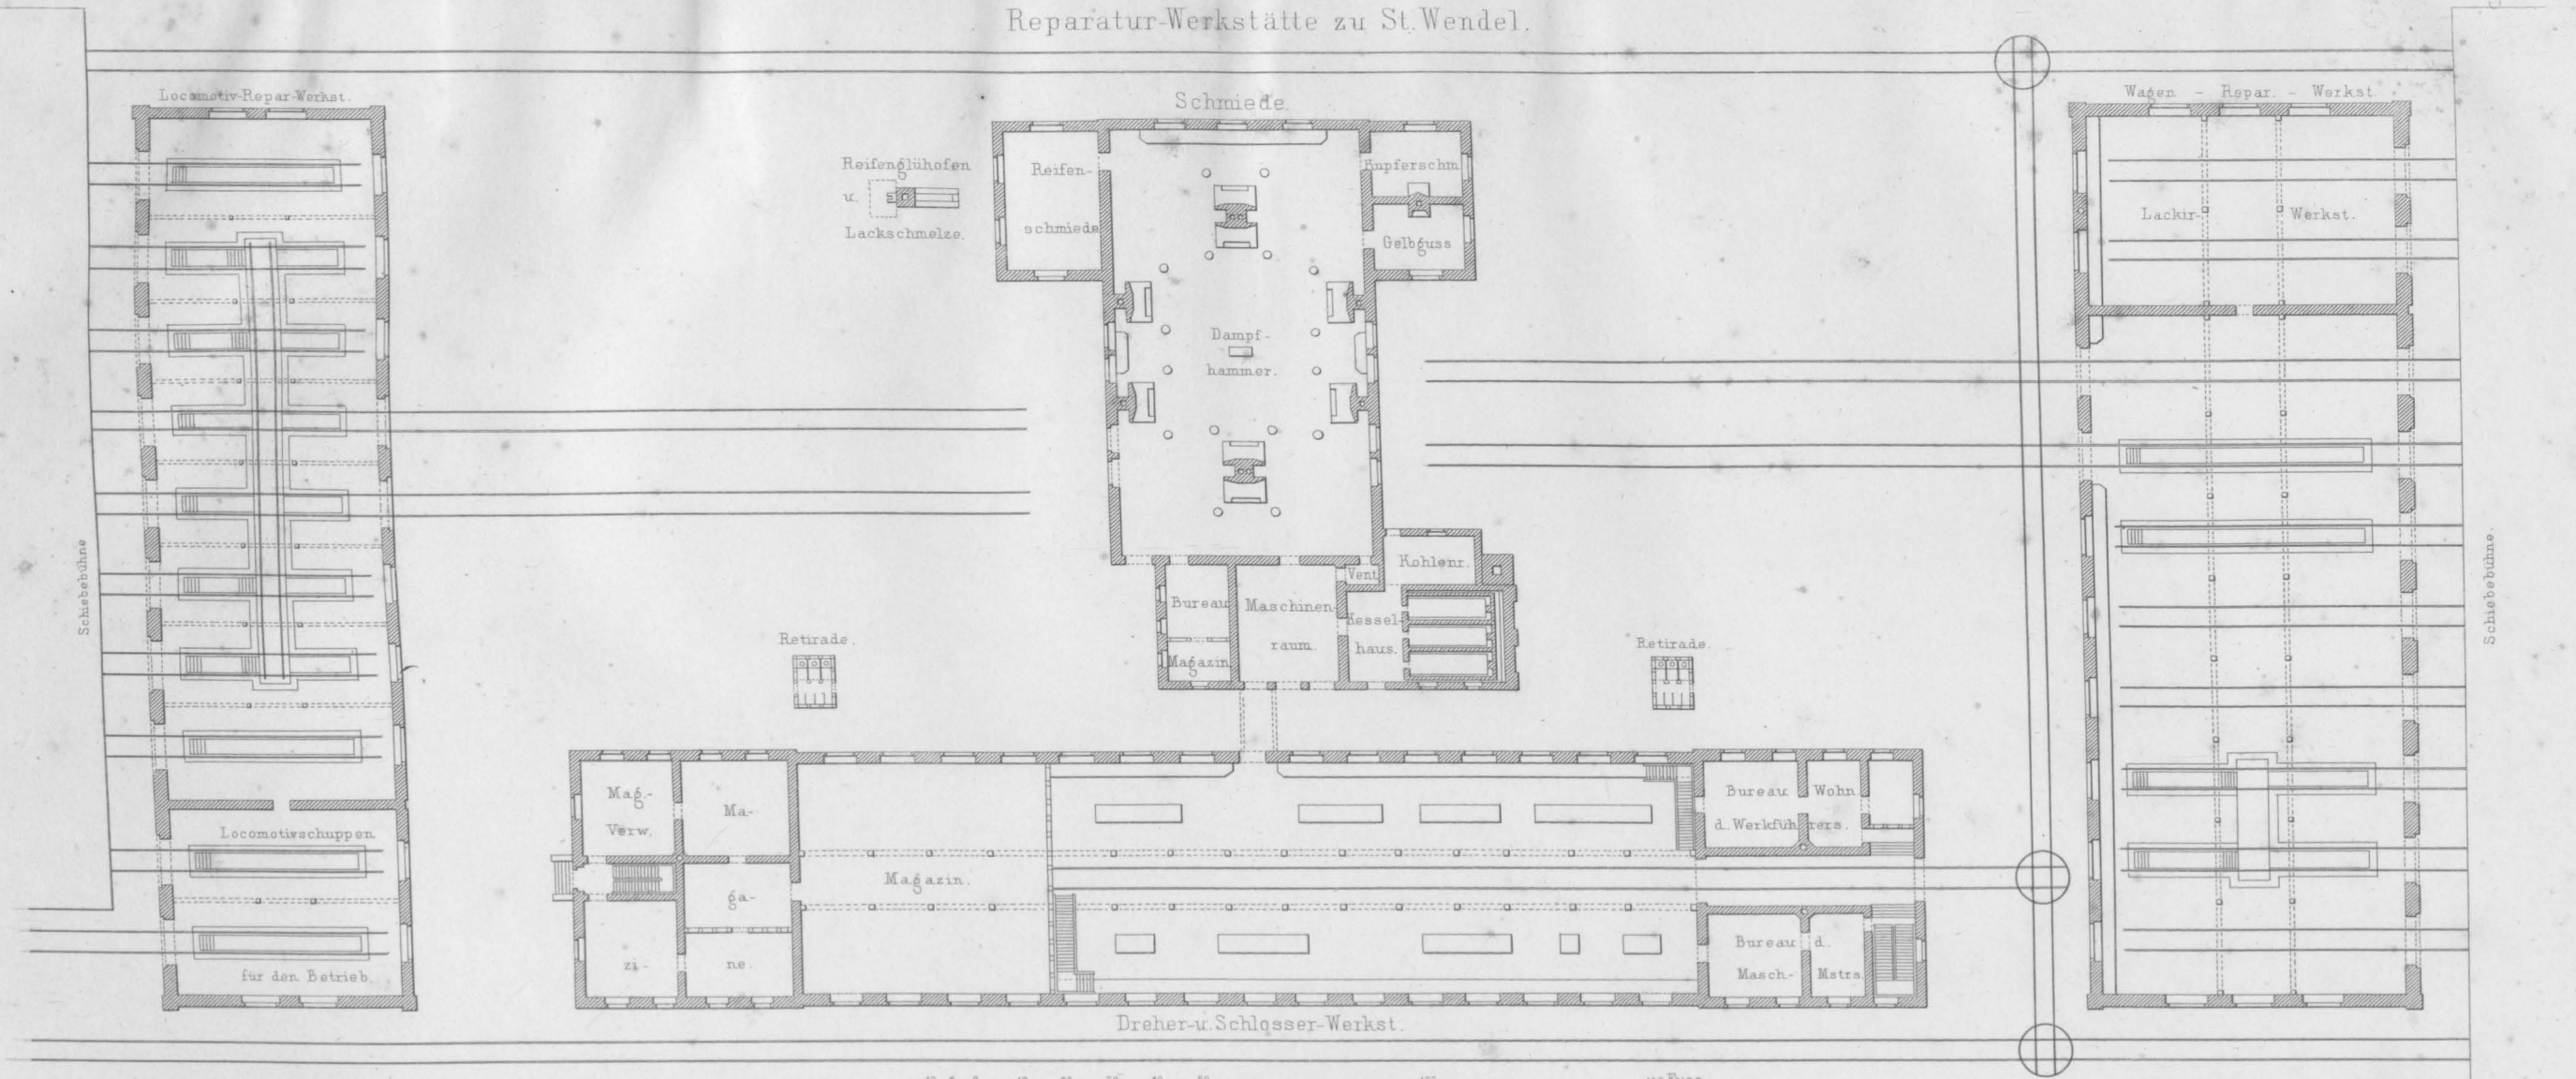 Reparatur-Werkstätte zu St. Wendel.
Locomotiv-Repar-Werkst.
Schmiede.
Wagen - Repar. - Werkst.
Reifenglühofen
u.
Lackschmelze.
Reifen-
schmiede
Kupferschm.
Gelbguss
Lackir-
Werkst.
Dampf-
hammer.
Schiebebühne
Schiebebühne.
Kohlenr.
Vent.
Bureau
Maschinen-
raum.
Kessel-
haus.
Magazin
Retirade.
Retirade.
Mag.-
Verw.
Ma-
Bureau
Wohn.
d. Werkführers.
Locomotivschuppen
für den Betrieb.
Magazin.
ga-
zi-
ne.
Bureau d.
Masch-
Mstrs.
Dreher-u. Schlosser-Werkst.